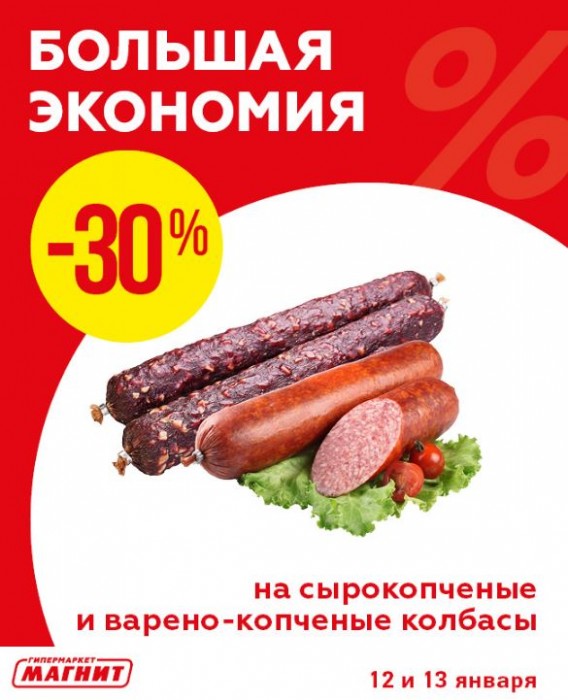 БОЛЬШАЯ
ЭКОНОМИЯ
%
-30%
на сырокопченые
и варено-копченые колбасы
ГИПЕРМАРКЕТ
МАГНИТ
12 и 13 января